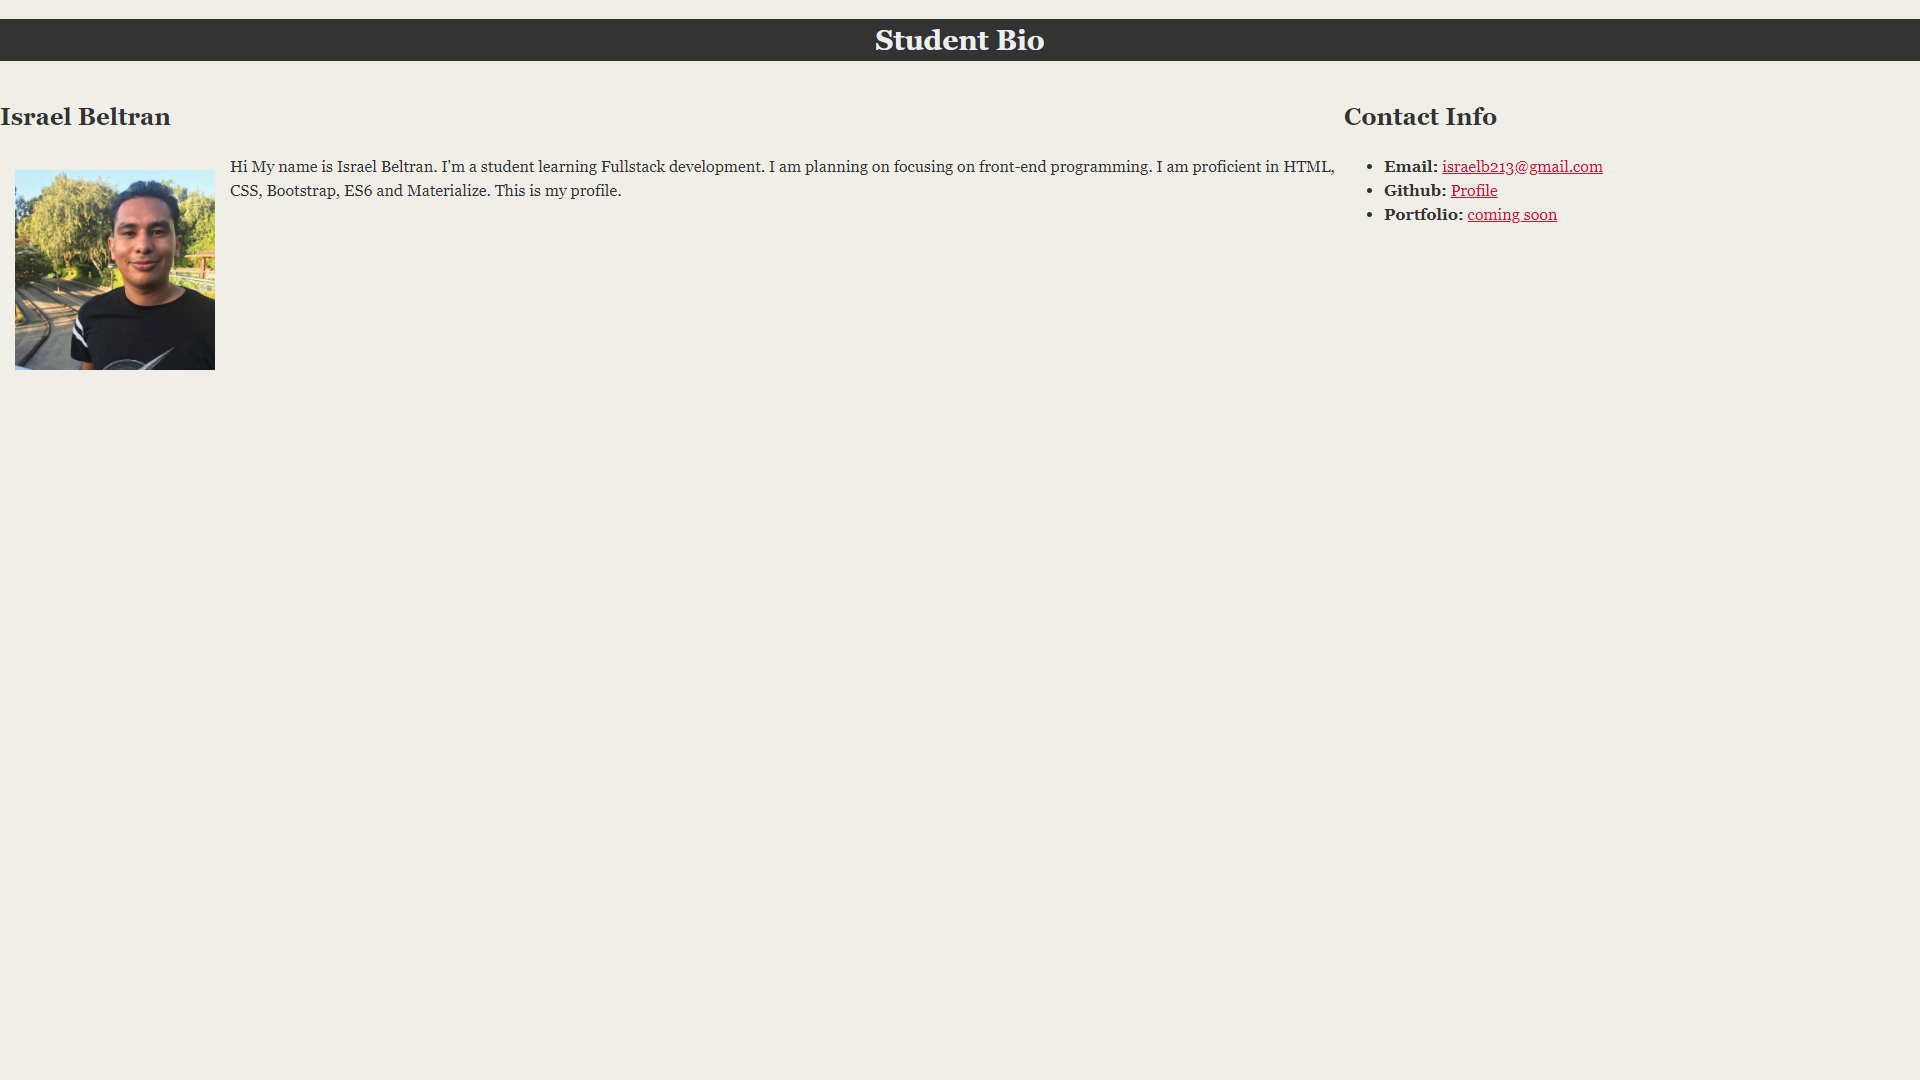 Student Bio
Israel Beltran
Hi My name is Israel Beltran. I'm a student learning Fullstack development. I am planning on focusing on front-end programming. I am proficient in HTML,
CSS, Bootstrap, ES6 and Materialize. This is my profile.
Contact Info
Email: israelb213@gmail.com
Github: Profile
Portfolio: coming soon